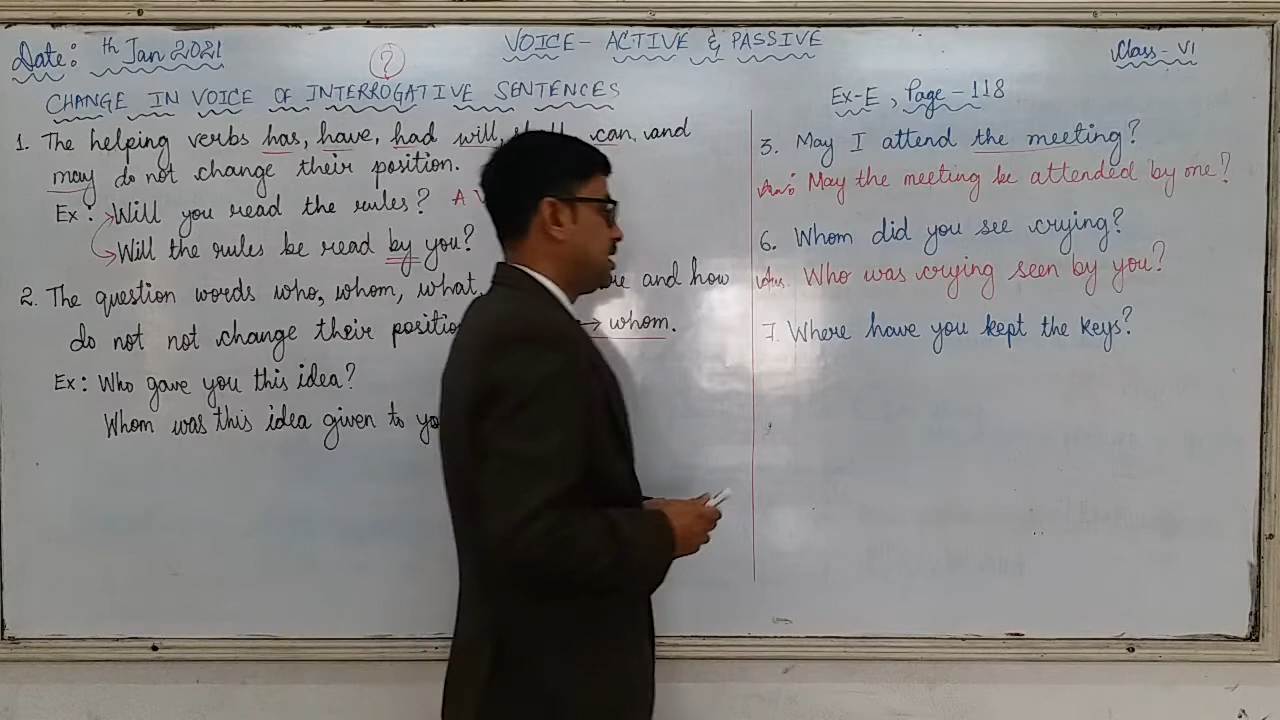 Date: th Jan 2021
VOICE - ACTIVE & PASSIVE
Class - VI
?
CHANGE IN VOICE OF INTERROGATIVE SENTENCES
1. The helping verbs has, have, had will, can, and
may do not change their position.
Ex: Will you read the rules? A
Will the rules be read by you?
2. The question words who, whom, what, and how
do not not change their → whom.
Ex: Who gave you this idea?
Whom was this idea given to
Ex-E, Page - 118
3. May I attend the meeting?
Ans: May the meeting be attended by one?
6. Whom did you see crying?
Ans. Who was crying seen by you?
7. Where have you kept the keys?